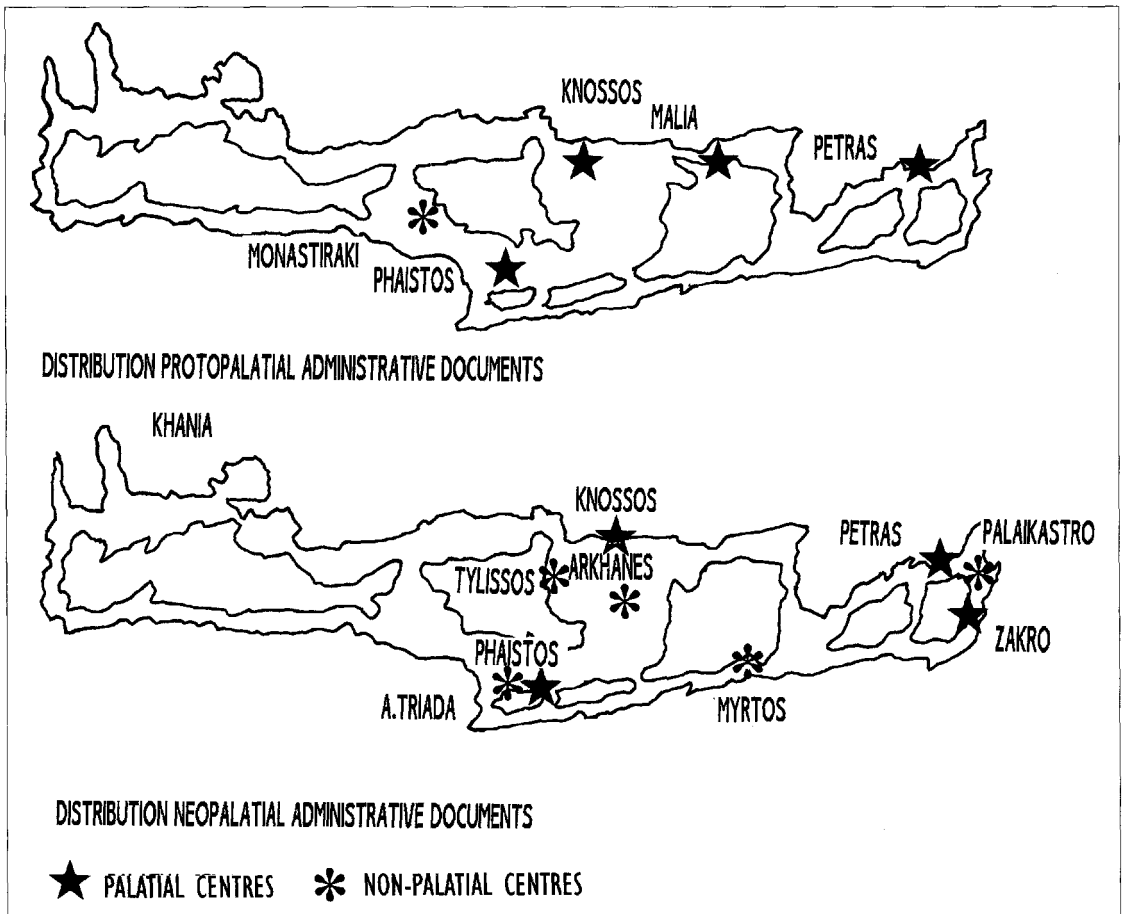 KNOSSOS
MALIA
PETRAS
MONASTIRAKI
PHAISTOS
DISTRIBUTION PROTOPALATIAL ADMINISTRATIVE DOCUMENTS
KHANIA
KNOSSOS
PETRAS PALAIKASTRO
TYLISSOS ARKHANES
ZAKRO
PHAISTOS
A.TRIADA
MYRTOS
DISTRIBUTION NEOPALATIAL ADMINISTRATIVE DOCUMENTS
PALATIAL CENTRES NON-PALATIAL CENTRES